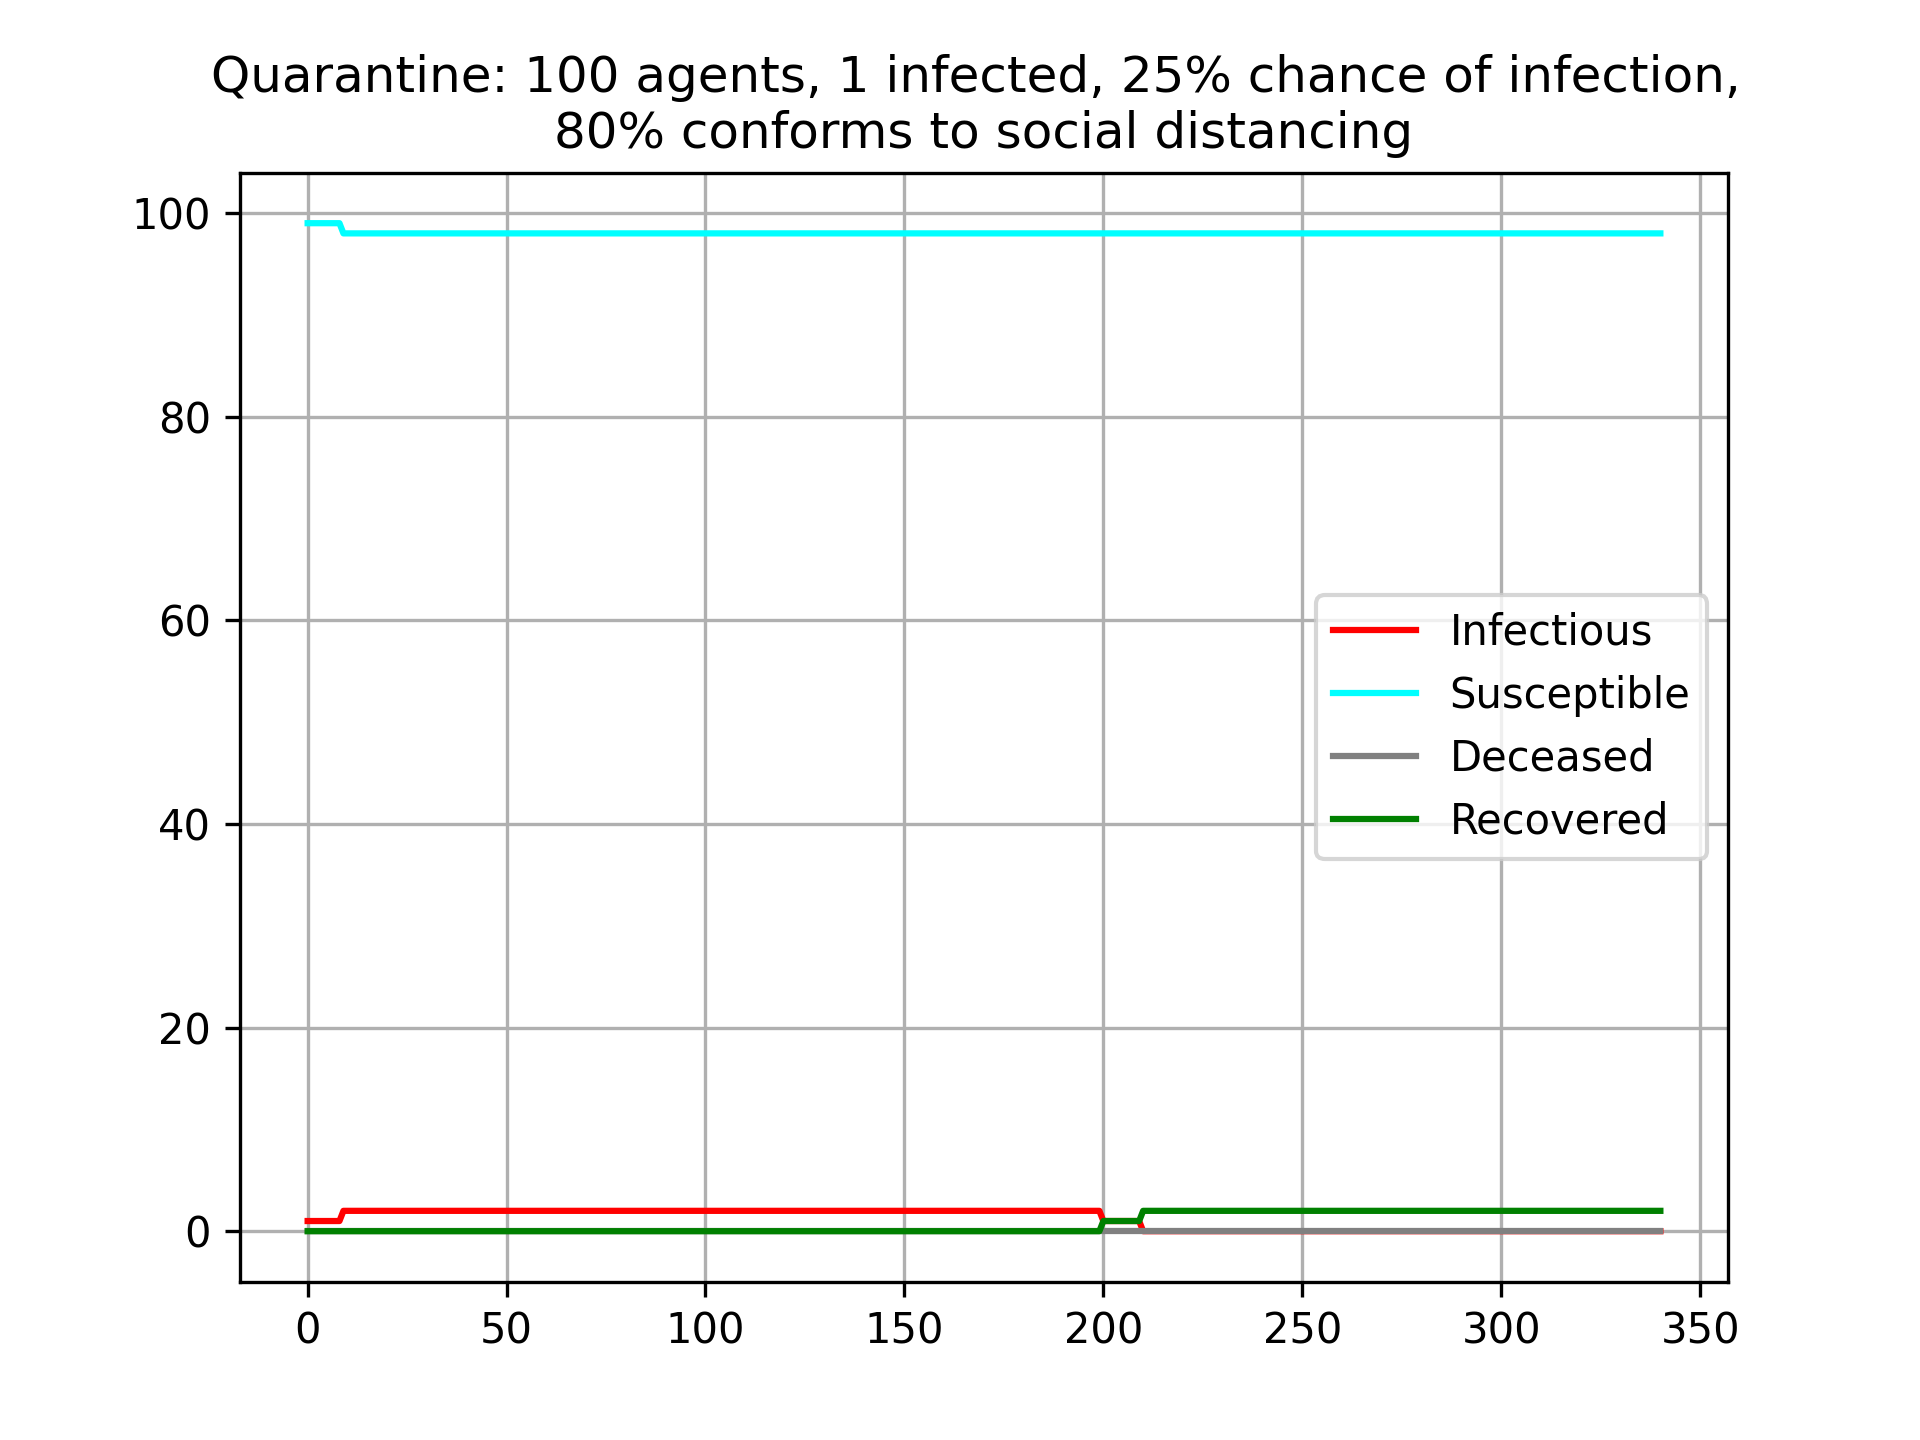 Quarantine: 100 agents, 1 infected, 25% chance of infection,
80% conforms to social distancing
100
80
60
40
20
0
Infectious
Susceptible
Deceased
Recovered
0 50 100 150 200 250 300 350